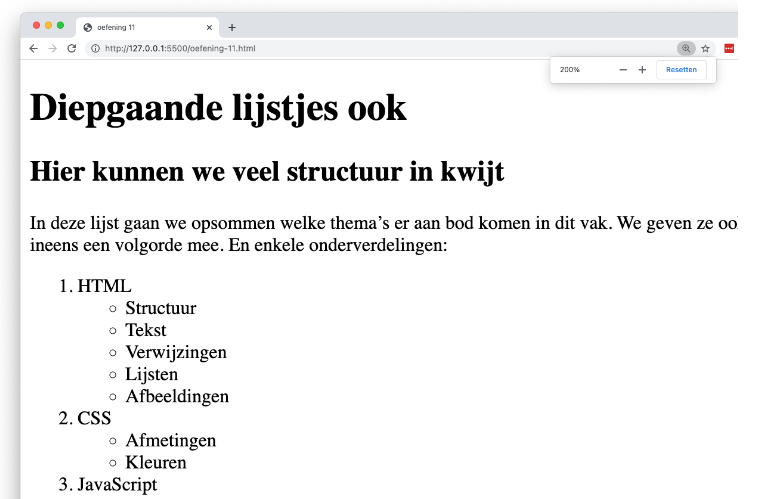 oefening 11
http://127.0.0.1:5500/oefening-11.html
200%
Resetten
Diepgaande lijstjes ook
Hier kunnen we veel structuur in kwijt
In deze lijst gaan we opsommen welke thema’s er aan bod komen in dit vak. We geven ze
ineens een volgorde mee. En enkele onderverdelingen:
1. HTML
Structuur
Tekst
Verwijzingen
Lijsten
Afbeeldingen
2. CSS
Afmetingen
Kleuren
3. JavaScript